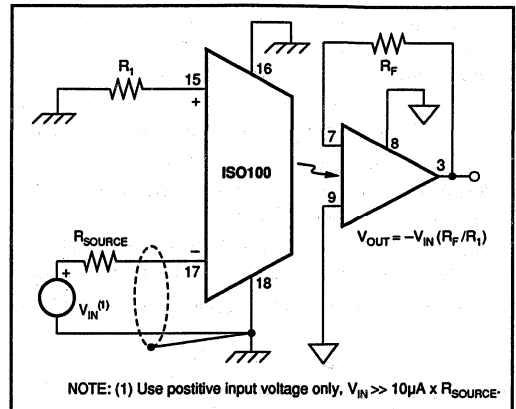 R1
15
+
16
ISO100
RF
7
8
3
9
VOUT = –VIN (RF/R1)
RSOURCE
–
17
18
+
VIN(1)
NOTE: (1) Use postitive input voltage only, VIN >> 10µA x RSOURCE.